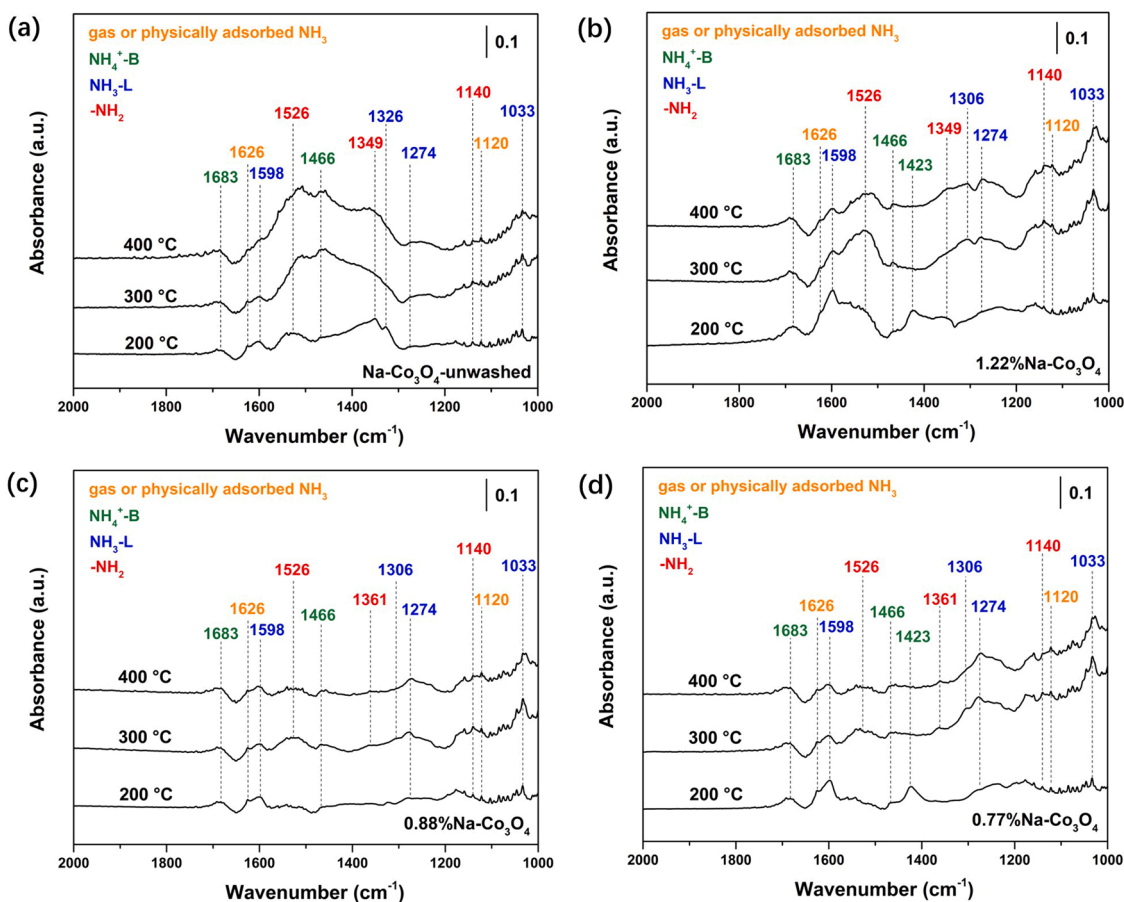 (a)
gas or physically adsorbed NH₃
0.1
NH₄⁺-B
NH₃-L
-NH₂
1140
1033
1526
1326
1626
1466
1349
1120
1683
1598
1274
400 °C
300 °C
200 °C
Na-Co₃O₄-unwashed
Absorbance (a.u.)
2000 1800 1600 1400 1200 1000
Wavenumber (cm⁻¹)
(b)
gas or physically adsorbed NH₃
0.1
NH₄⁺-B
NH₃-L
-NH₂
1140
1033
1526
1306
1626
1466
1349
1120
1683
1598
1423
1274
400 °C
300 °C
200 °C
1.22%Na-Co₃O₄
Absorbance (a.u.)
2000 1800 1600 1400 1200 1000
Wavenumber (cm⁻¹)
(c)
gas or physically adsorbed NH₃
0.1
NH₄⁺-B
NH₃-L
-NH₂
1140
1033
1526
1306
1626
1361
1274
1120
1683
1598
1466
400 °C
300 °C
200 °C
0.88%Na-Co₃O₄
Absorbance (a.u.)
2000 1800 1600 1400 1200 1000
Wavenumber (cm⁻¹)
(d)
gas or physically adsorbed NH₃
0.1
NH₄⁺-B
NH₃-L
-NH₂
1140
1033
1526
1306
1626
1466
1361
1274
1120
1683
1598
1423
400 °C
300 °C
200 °C
0.77%Na-Co₃O₄
Absorbance (a.u.)
2000 1800 1600 1400 1200 1000
Wavenumber (cm⁻¹)